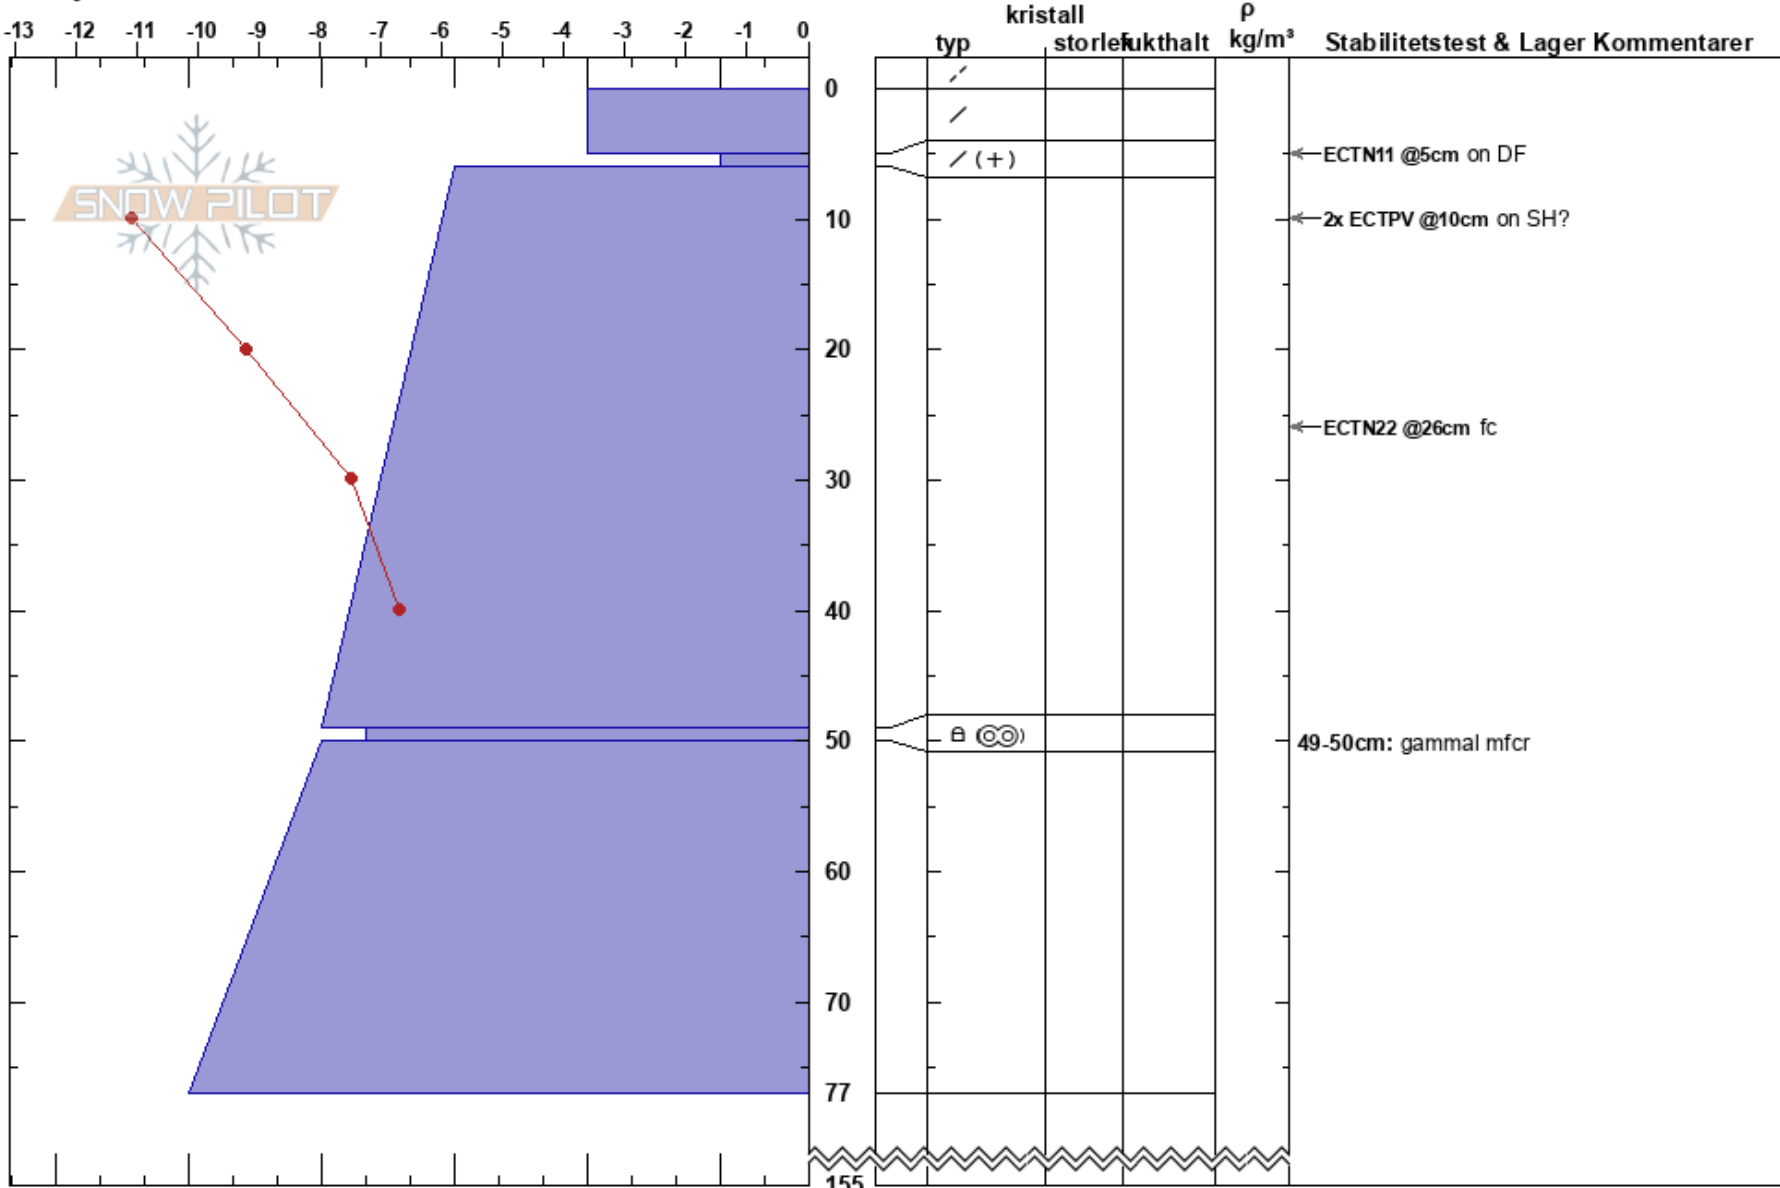 kristall ρ
-13 -12 -11 -10 -9 -8 -7 -6 -5 -4 -3 -2 -1 0
typ storlek fukthalt kg/m³ Stabilitetstest & Lager Kommentarer
0
(+)
ECTN11 @5cm on DF
SNOW PILOT
10
2x ECTPV @10cm on SH?
20
ECTN22 @26cm fc
30
40
50
49-50cm: gammal mfcr
60
70
77
155